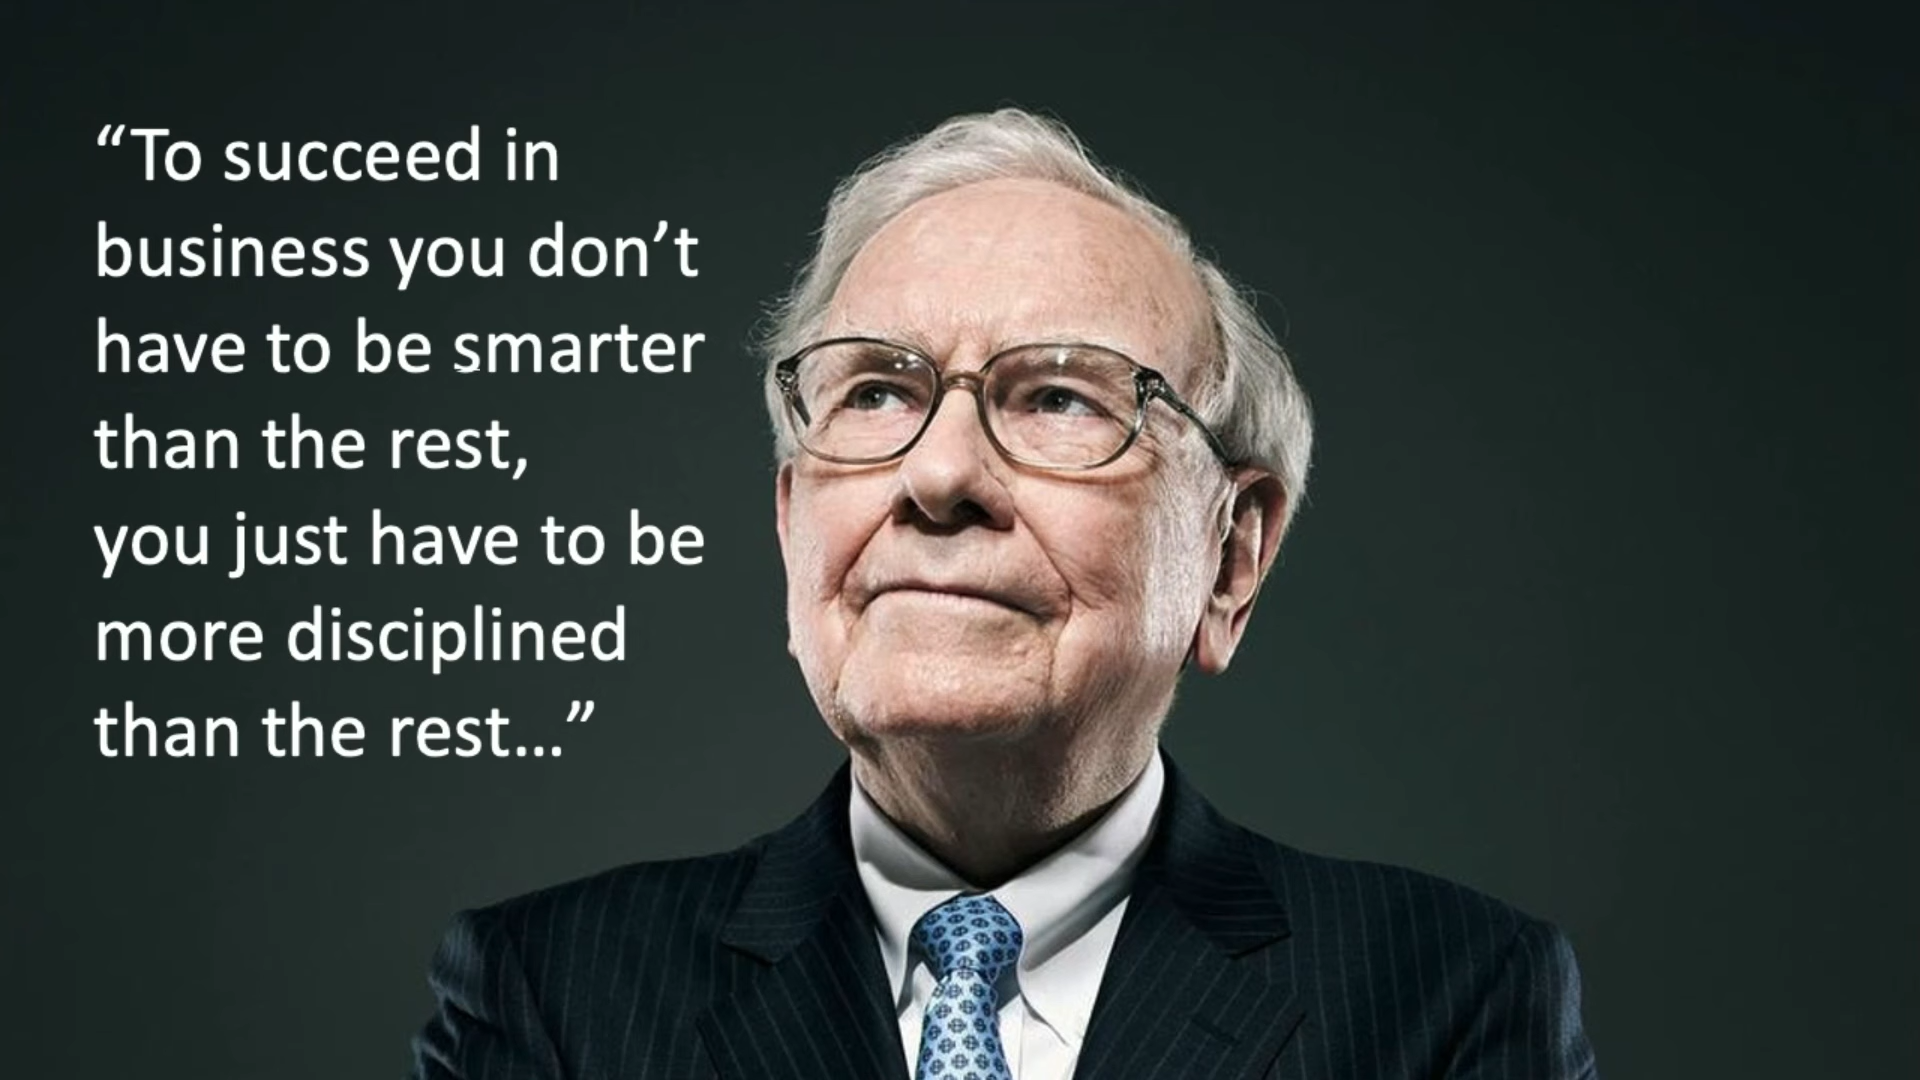 “To succeed in
business you don’t
have to be smarter
than the rest,
you just have to be
more disciplined
than the rest…”